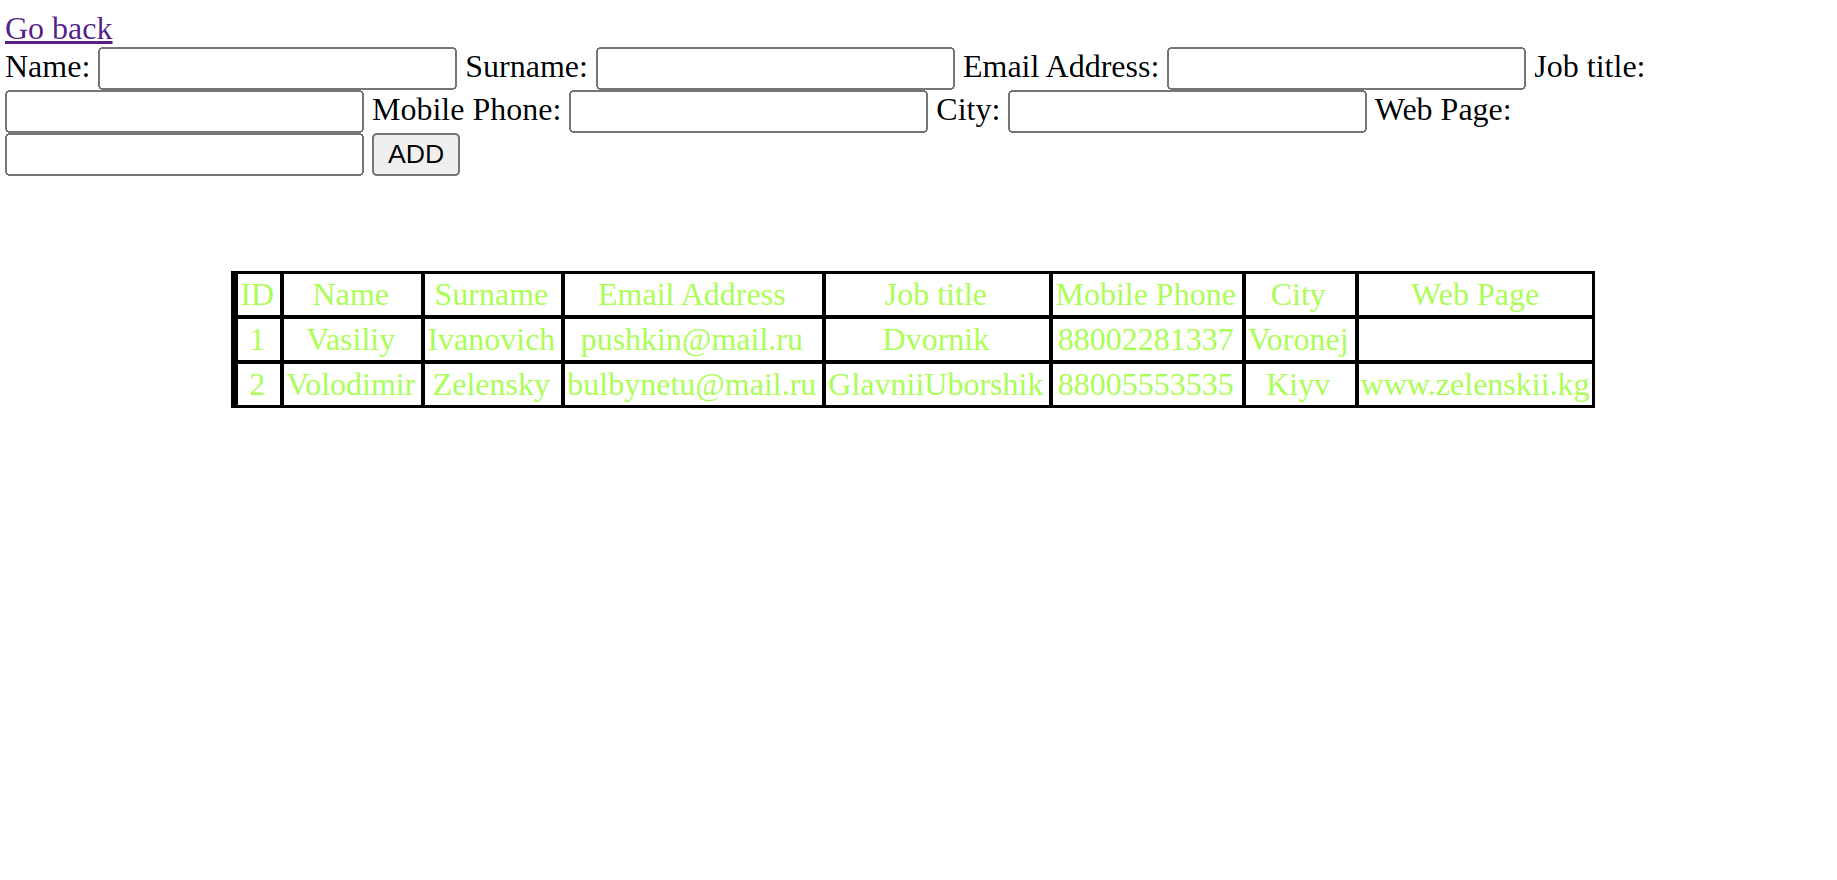 Go back
Name: Surname: Email Address: Job title:
Mobile Phone: City: Web Page:
ADD
ID Name Surname Email Address Job title Mobile Phone City Web Page
1 Vasiliy Ivanovich pushkin@mail.ru Dvornik 88002281337 Voronej
2 Volodimir Zelensky bulbynetu@mail.ru GlavniiUborshik 88005553535 Kiyv www.zelenskii.kg